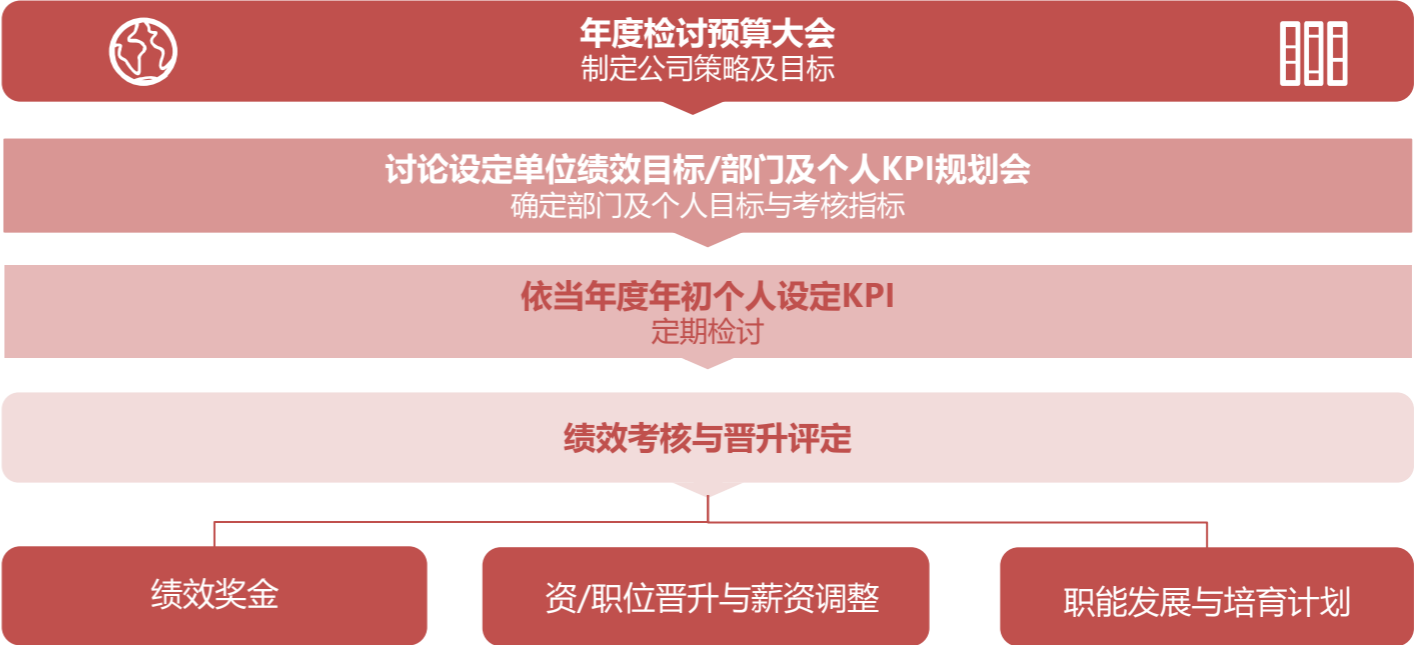 年度检讨预算大会
制定公司策略及目标
讨论设定单位绩效目标/部门及个人KPI规划会
确定部门及个人目标与考核指标
依当年度年初个人设定KPI
定期检讨
绩效考核与晋升评定
绩效奖金
资/职位晋升与薪资调整
职能发展与培育计划